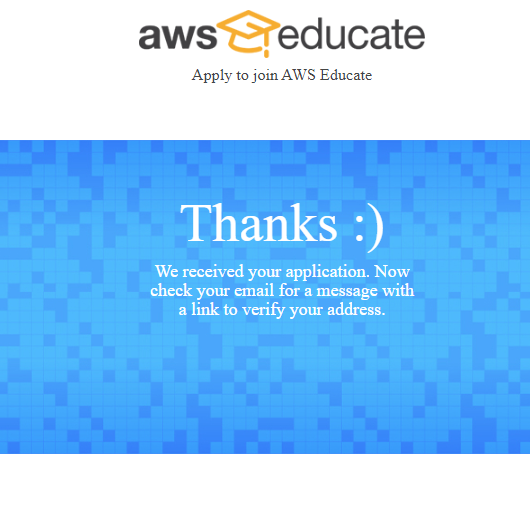 aws educate
Apply to join AWS Educate
Thanks :)
We received your application. Now
check your email for a message with
a link to verify your address.